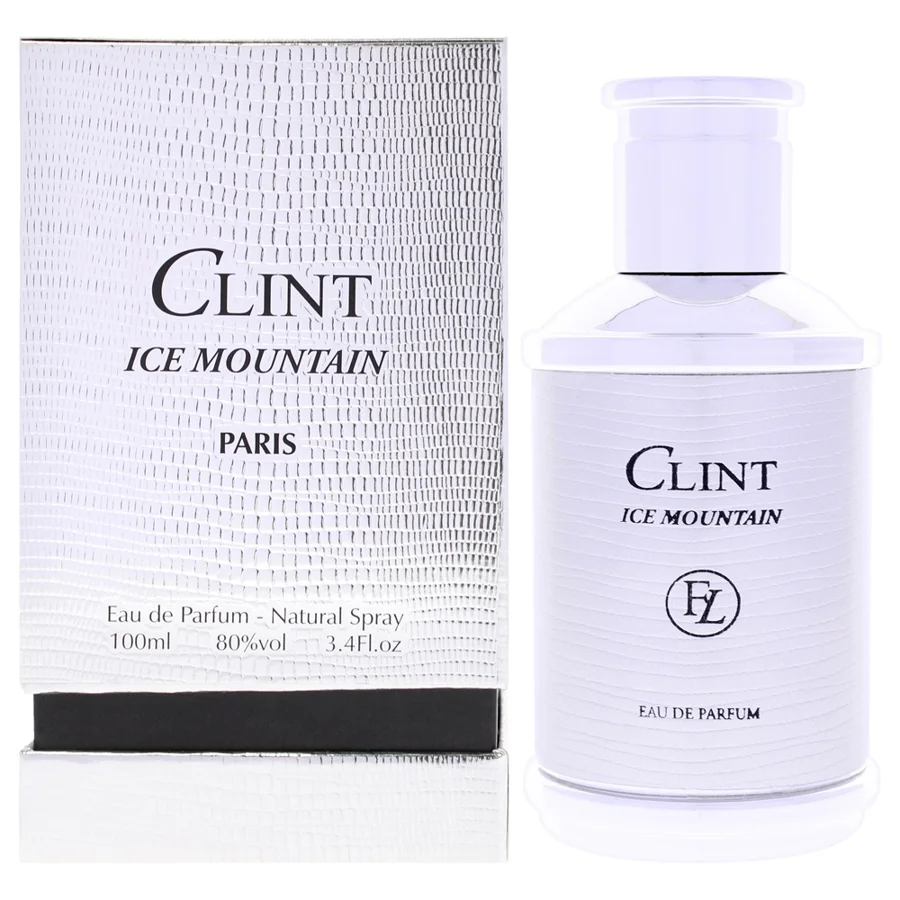 CLINT
ICE MOUNTAIN
PARIS
Eau de Parfum - Natural Spray
100ml 80%vol 3.4Fl.oz
CLINT
ICE MOUNTAIN
FL
EAU DE PARFUM